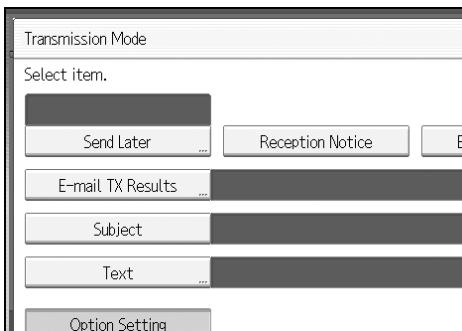 Transmission Mode
Select item.
Send Later ...
Reception Notice
E-mail TX Results ...
Subject
Text ...
Option Setting